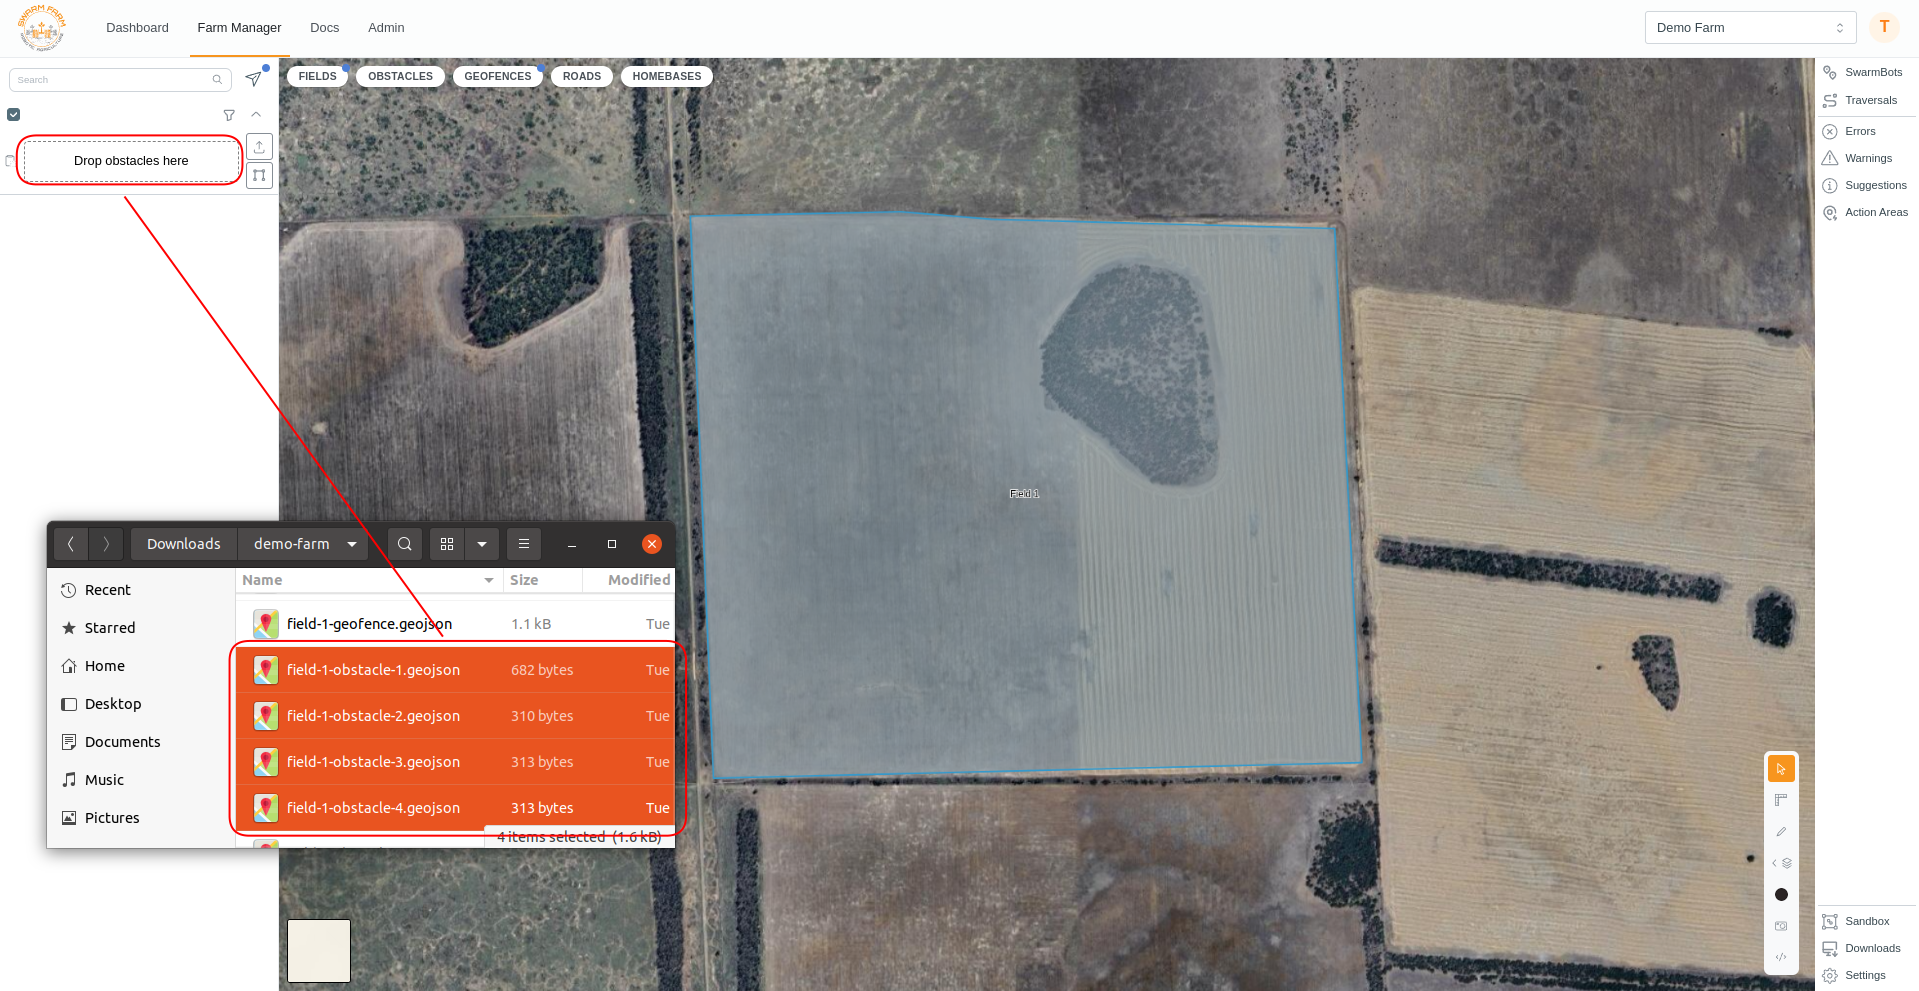 SWARM FARM
ROBOTIC AGRICULTURE
Dashboard
Farm Manager
Docs
Admin
Demo Farm
T
Search
FIELDS
OBSTACLES
GEOFENCES
ROADS
HOMEBASES
Drop obstacles here
SwarmBots
Traversals
Errors
Warnings
Suggestions
Action Areas
Field 1
Downloads
demo-farm
Recent
Starred
Home
Desktop
Documents
Music
Pictures
Name Size Modified
field-1-geofence.geojson 1.1 kB Tue
field-1-obstacle-1.geojson 682 bytes Tue
field-1-obstacle-2.geojson 310 bytes Tue
field-1-obstacle-3.geojson 313 bytes Tue
field-1-obstacle-4.geojson 313 bytes Tue
4 items selected (1.6 kB)
Sandbox
Downloads
Settings